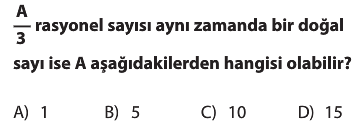 A/3 rasyonel sayısı aynı zamanda bir doğal
sayı ise A aşağıdakilerden hangisi olabilir?
A) 1 B) 5 C) 10 D) 15